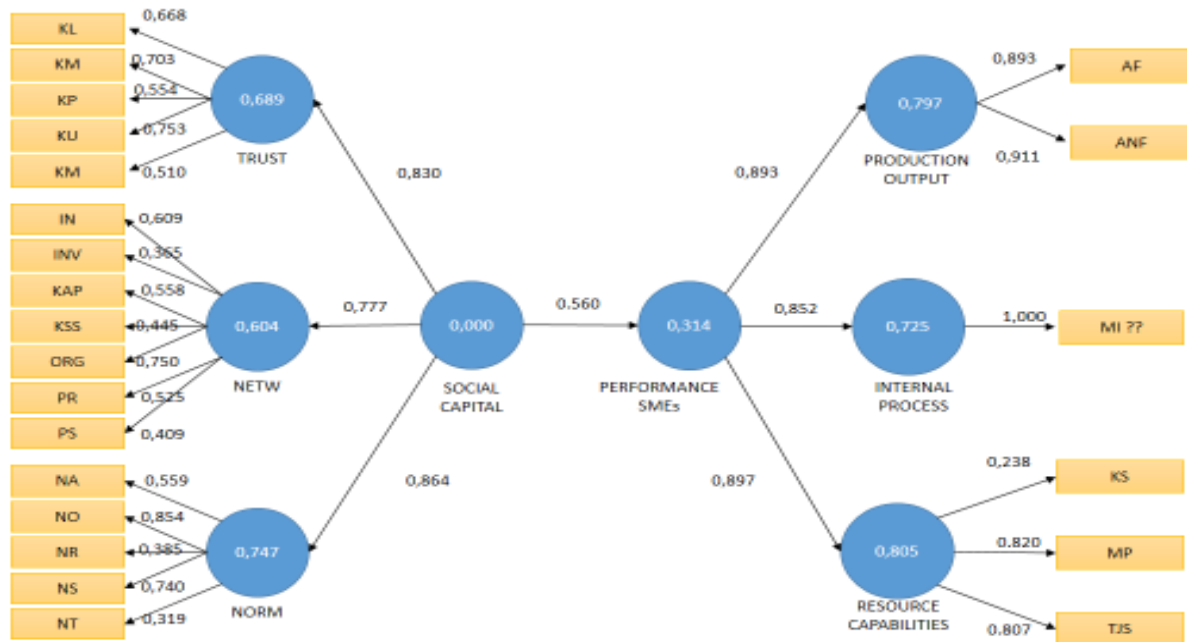 KL
0,668
KM
0,703
KP
0,554
KU
0,753
KM
0,510
0,689
TRUST
0,830
IN
0,609
INV
0,365
KAP
0,558
KSS
0,445
ORG
0,750
PR
0,525
PS
0,409
0,604
NETW
0,777
NA
0,559
NO
0,854
NR
0,385
NS
0,740
NT
0,319
0,747
NORM
0,864
0,000
SOCIAL
CAPITAL
0.560
0,314
PERFORMANCE
SMEs
0,893
0,797
PRODUCTION
OUTPUT
0,893
AF
0,911
ANF
0,852
0,725
INTERNAL
PROCESS
1,000
MI ??
0,897
0,805
RESOURCE
CAPABILITIES
0,238
KS
0.820
MP
0.807
TJS